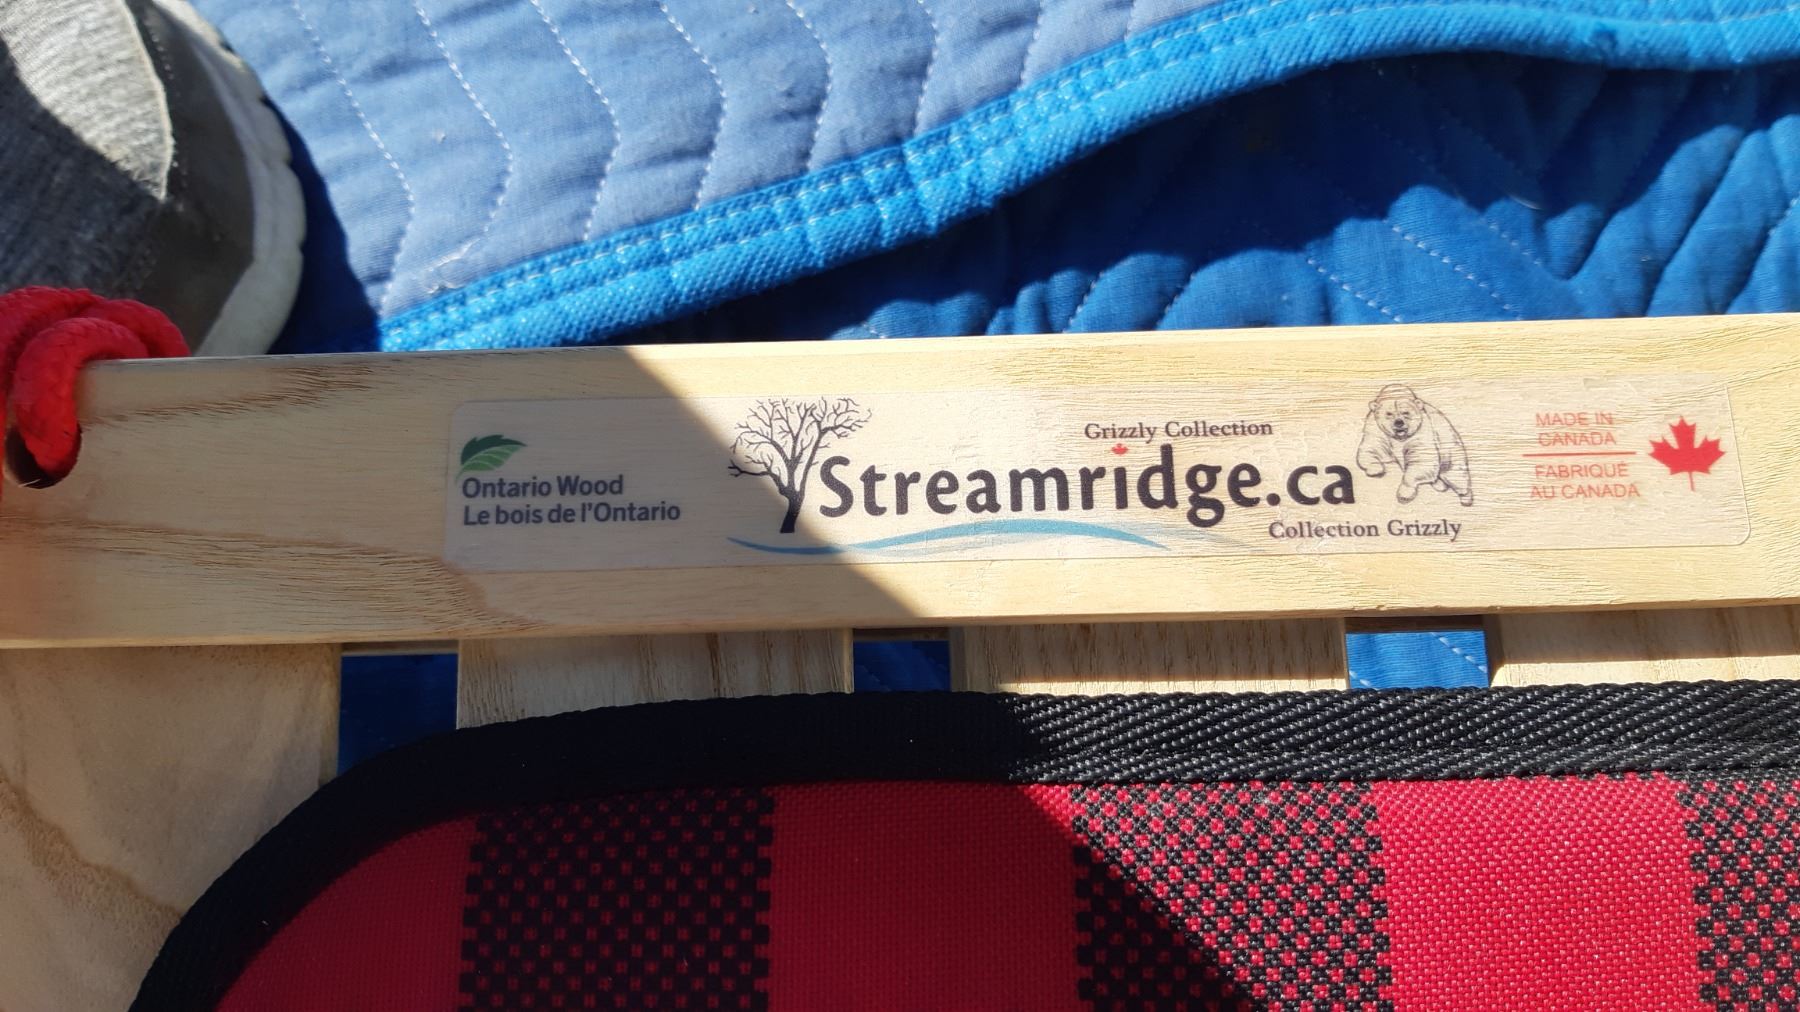 Ontario Wood
Le bois de l'Ontario
Grizzly Collection
Streamridge.ca
Collection Grizzly
MADE IN
CANADA
FABRIQUÉ
AU CANADA